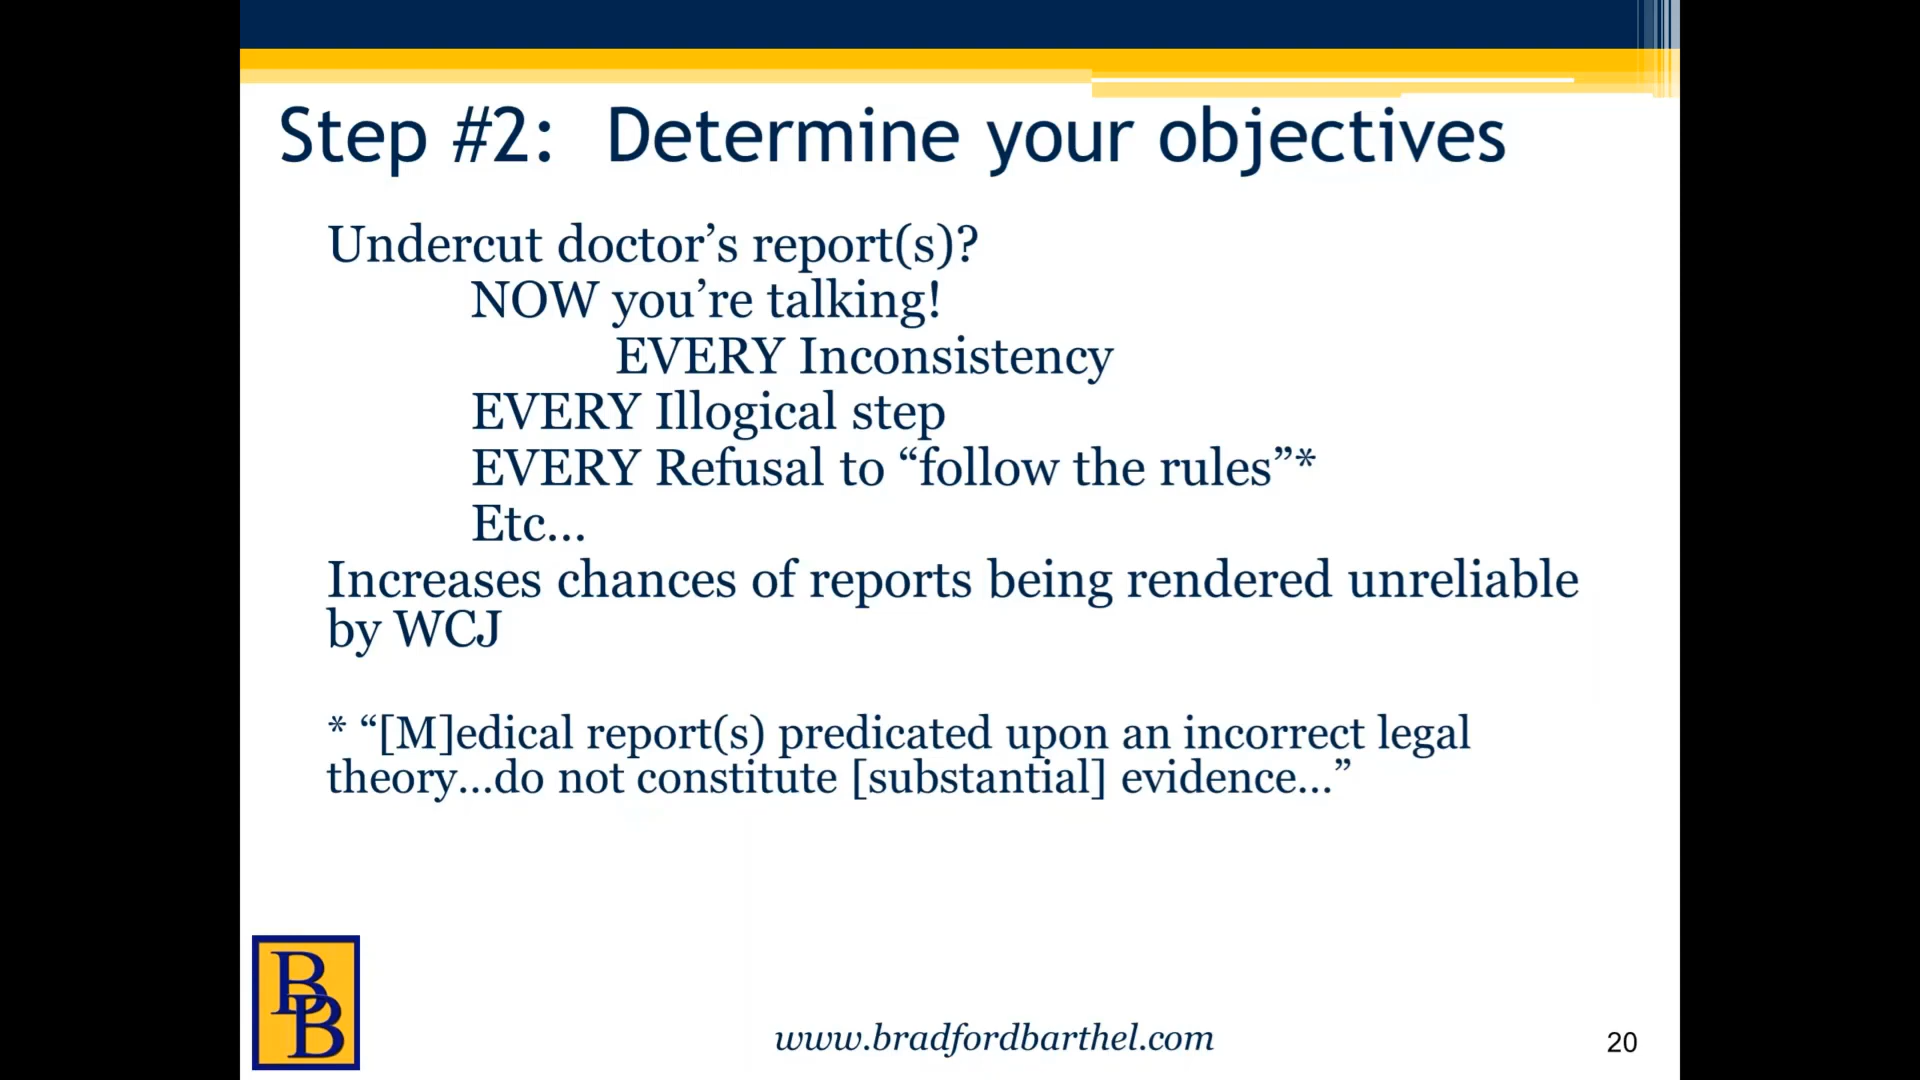 Step #2: Determine your objectives
Undercut doctor’s report(s)?
NOW you’re talking!
EVERY Inconsistency
EVERY Illogical step
EVERY Refusal to “follow the rules”*
Etc…
Increases chances of reports being rendered unreliable
by WCJ
* “[M]edical report(s) predicated upon an incorrect legal
theory…do not constitute [substantial] evidence…”
BB
www.bradfordbarthel.com
20